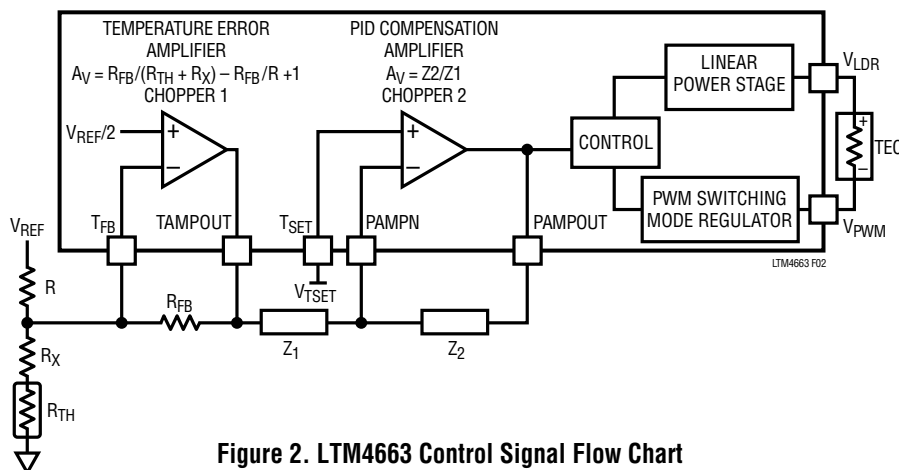 TEMPERATURE ERROR
AMPLIFIER
A_V = R_FB/(R_TH + R_X) – R_FB/R +1
CHOPPER 1
PID COMPENSATION
AMPLIFIER
A_V = Z2/Z1
CHOPPER 2
V_REF/2
+
–
+
–
CONTROL
LINEAR
POWER STAGE
PWM SWITCHING
MODE REGULATOR
V_LDR
+
–
TEC
V_PWM
T_FB
TAMPOUT
T_SET
PAMPN
PAMPOUT
LTM4663 F02
V_REF
R
V_TSET
R_FB
Z_1
Z_2
R_X
R_TH
Figure 2. LTM4663 Control Signal Flow Chart